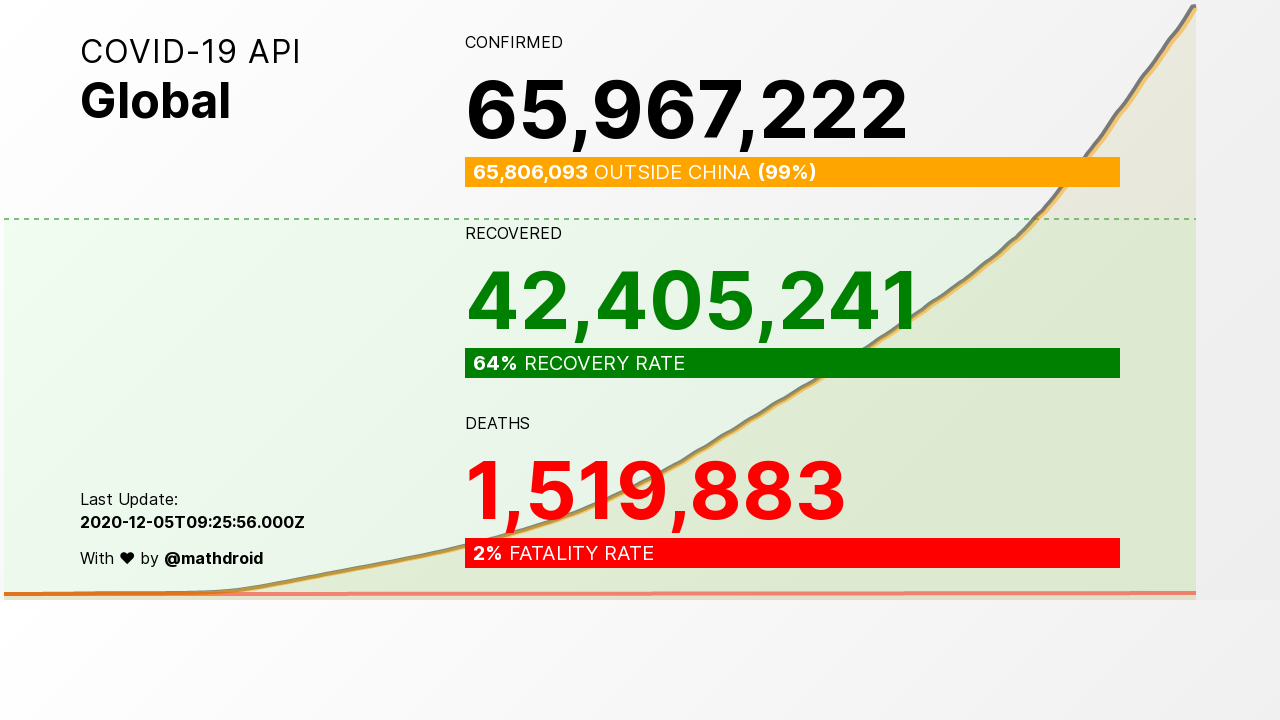 COVID-19 API
Global
CONFIRMED
65,967,222
65,806,093 OUTSIDE CHINA (99%)
RECOVERED
42,405,241
64% RECOVERY RATE
DEATHS
1,519,883
2% FATALITY RATE
Last Update:
2020-12-05T09:25:56.000Z
With ♥ by @mathdroid